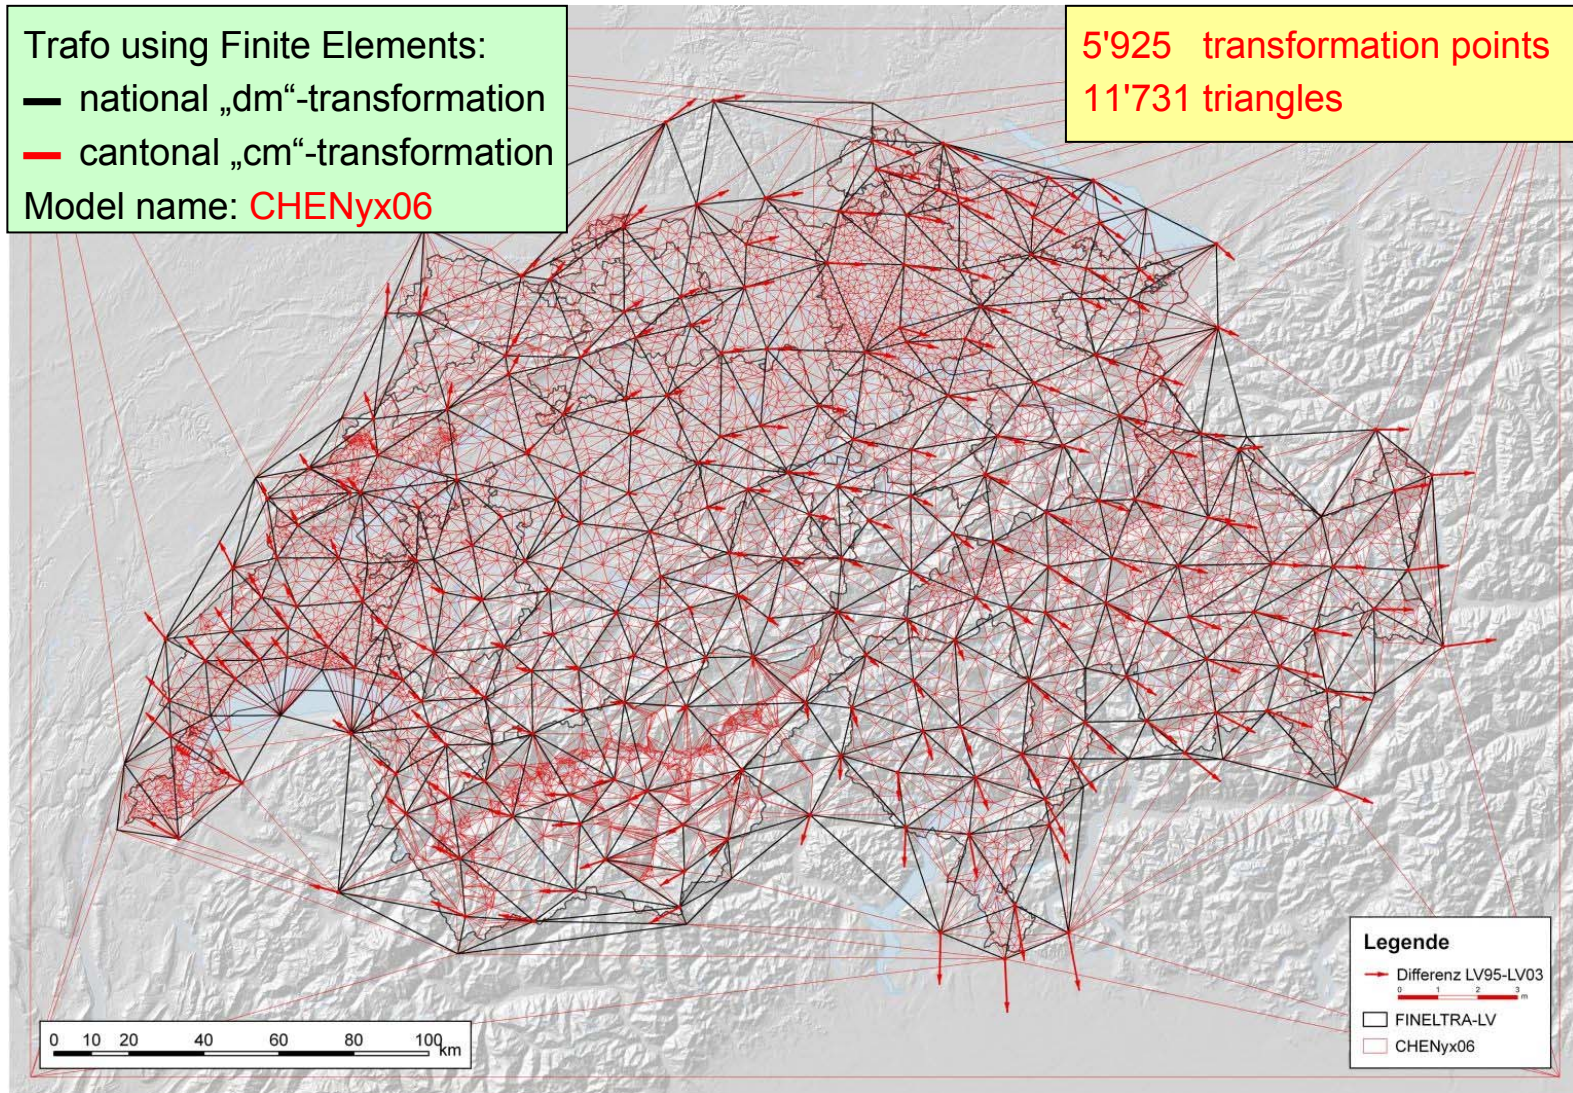 Trafo using Finite Elements:
national „dm“-transformation
cantonal „cm“-transformation
Model name: CHENyx06
5'925 transformation points
11'731 triangles
Legende
Differenz LV95-LV03
0 1 2 3
m
FINELTRA-LV
CHENyx06
0 10 20 40 60 80 100 km